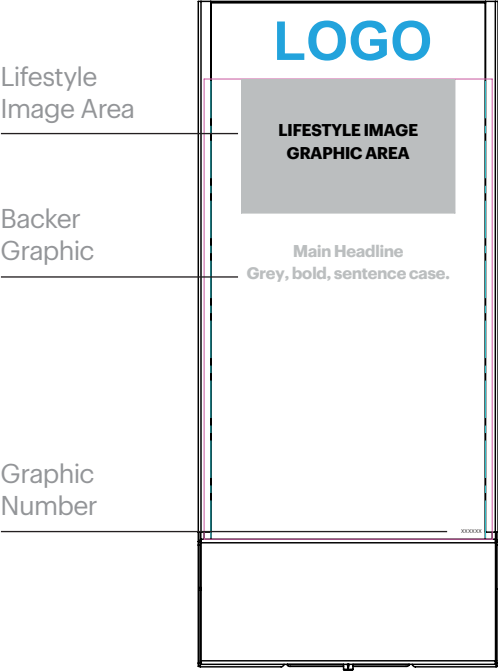 LOGO
Lifestyle
Image Area
LIFESTYLE IMAGE
GRAPHIC AREA
Backer
Graphic
Main Headline
Grey, bold, sentence case.
Graphic
Number
XXXXXX